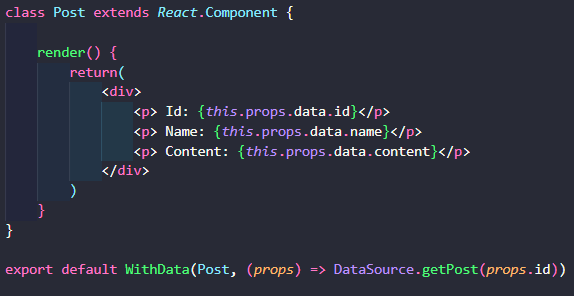 class Post extends React.Component {
render() {
return(
<div>
<p> Id: {this.props.data.id}</p>
<p> Name: {this.props.data.name}</p>
<p> Content: {this.props.data.content}</p>
</div>
)
}
}
export default WithData(Post, (props) => DataSource.getPost(props.id))